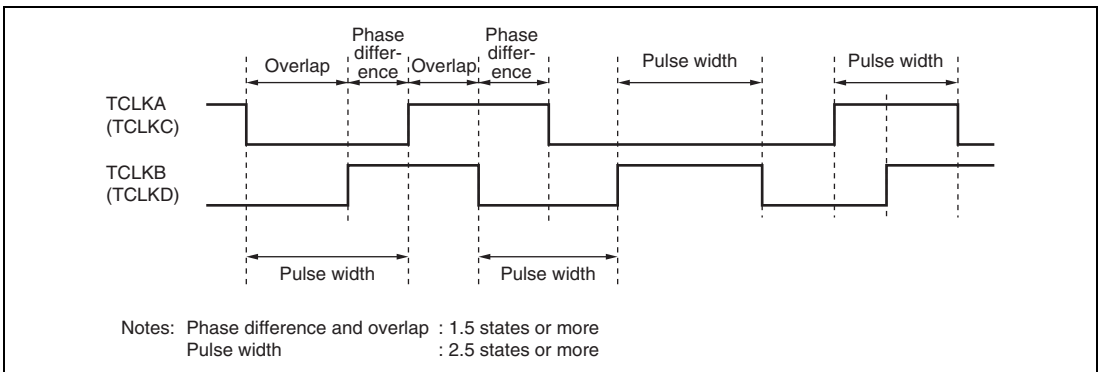 Phase
differ-
ence
Phase
differ-
ence
Overlap
Overlap
Pulse width
Pulse width
TCLKA
(TCLKC)
TCLKB
(TCLKD)
Pulse width
Pulse width
Notes: Phase difference and overlap : 1.5 states or more
Pulse width : 2.5 states or more